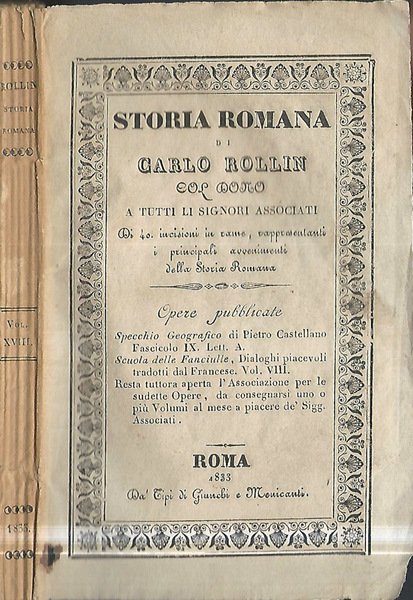 ROLLIN
STORIA
ROMANA
VOL.
XVIII.
1833.
STORIA ROMANA
DI
CARLO ROLLIN
COL DONO
A TUTTI LI SIGNORI ASSOCIATI
Di 40. incisioni in rame, rappresentanti
i principali avvenimenti
della Storia Romana
Opere pubblicate
Specchio Geografico di Pietro Castellano
Fascicolo IX. Lett. A.
Scuola delle Fanciulle, Dialoghi piacevoli
tradotti dal Francese. Vol. VIII.
Resta tuttora aperta l'Associazione per le
sudette Opere, da consegnarsi uno o
più Volumi al mese a piacere de' Sigg.
Associati.
ROMA
1833
Da' Tipi di Giunchi e Menicanti.